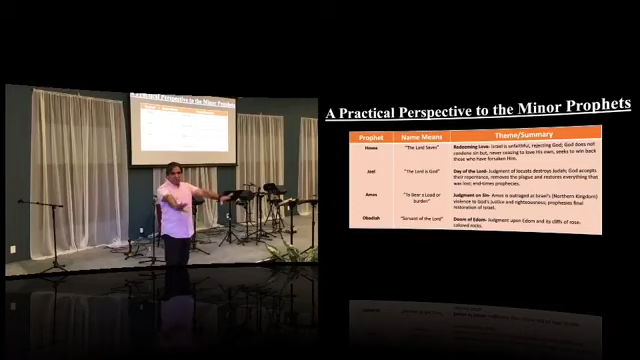 A Practical Perspective to the Minor Prophets
A Practical Perspective to the Minor Prophets
Prophet Name Means Theme/Summary
Hosea "The Lord Saves" Redeeming Love: Israel is unfaithful, rejecting God; God does not
condone sin but, never ceasing to love His own, seeks to win back
those who have forsaken Him.
Joel "The Lord is God" Day of the Lord- Judgment of locusts destroys Judah; God accepts
their repentance, removes the plague and restores everything that
was lost; end-times prophecies.
Amos "To Bear a Load or
burden" Judgment on Sin- Amos is outraged at Israel's (Northern Kingdom)
violence to God's justice and righteousness; prophesies final
restoration of Israel.
Obadiah "Servant of the Lord" Doom of Edom- Judgment upon Edom and its cliffs of rose-
colored rocks.